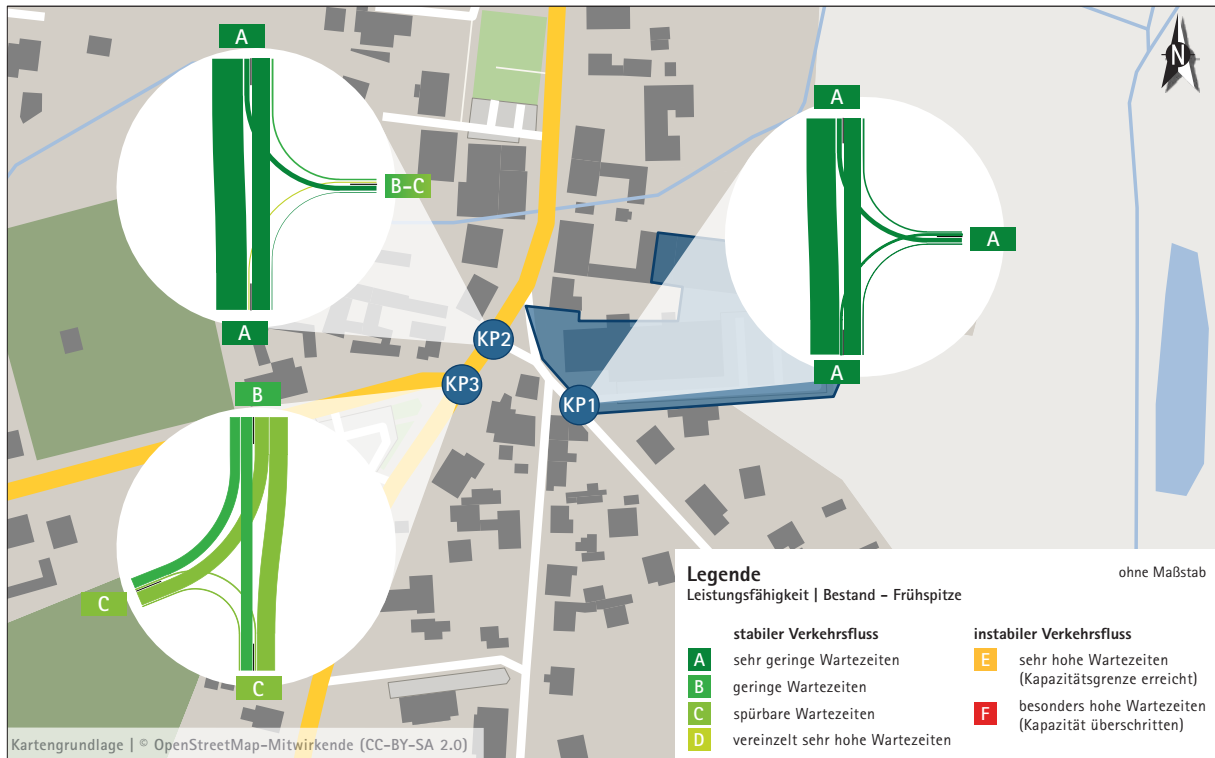 A
N
A
B-C
A
A
KP2
A
KP3
B
KP1
C
C
Legende
ohne Maßstab
Leistungsfähigkeit | Bestand – Frühspitze
stabiler Verkehrsfluss
A sehr geringe Wartezeiten
B geringe Wartezeiten
C spürbare Wartezeiten
D vereinzelt sehr hohe Wartezeiten
instabiler Verkehrsfluss
E sehr hohe Wartezeiten
(Kapazitätsgrenze erreicht)
F besonders hohe Wartezeiten
(Kapazität überschritten)
Kartengrundlage | © OpenStreetMap-Mitwirkende (CC-BY-SA 2.0)